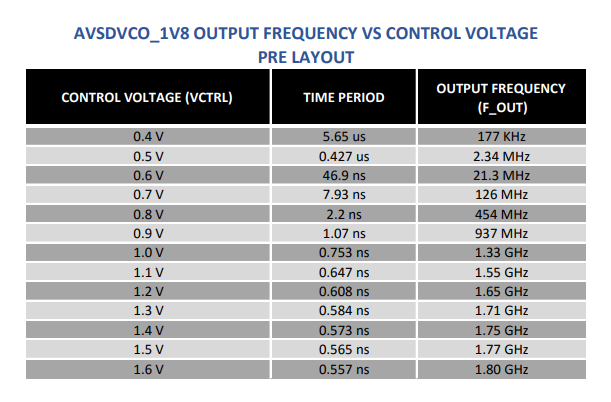 AVSDVCO_1V8 OUTPUT FREQUENCY VS CONTROL VOLTAGE
PRE LAYOUT
CONTROL VOLTAGE (VCTRL) TIME PERIOD OUTPUT FREQUENCY (F_OUT)
0.4 V 5.65 us 177 KHz
0.5 V 0.427 us 2.34 MHz
0.6 V 46.9 ns 21.3 MHz
0.7 V 7.93 ns 126 MHz
0.8 V 2.2 ns 454 MHz
0.9 V 1.07 ns 937 MHz
1.0 V 0.753 ns 1.33 GHz
1.1 V 0.647 ns 1.55 GHz
1.2 V 0.608 ns 1.65 GHz
1.3 V 0.584 ns 1.71 GHz
1.4 V 0.573 ns 1.75 GHz
1.5 V 0.565 ns 1.77 GHz
1.6 V 0.557 ns 1.80 GHz